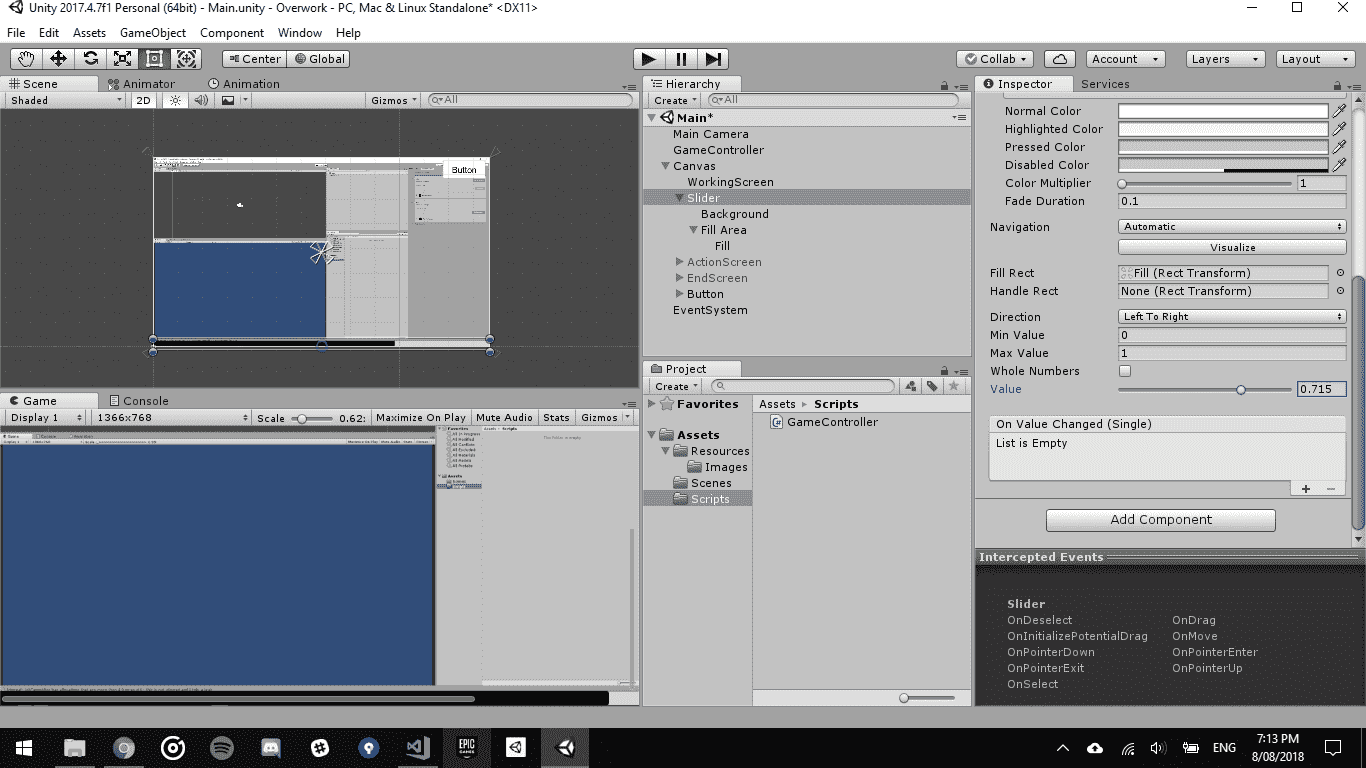 Unity 2017.4.7f1 Personal (64bit) - Main.unity - Overwork - PC, Mac & Linux Standalone* <DX11>
File Edit Assets GameObject Component Window Help
Center Global Collab Account Layers Layout
Scene Animator Animation
Shaded 2D Gizmos All
Button
Game Console
Display 1 1366x768 Scale 0.62: Maximize On Play Mute Audio Stats Gizmos
Hierarchy
Create All
Main*
Main Camera
GameController
Canvas
WorkingScreen
Slider
Background
Fill Area
Fill
ActionScreen
EndScreen
Button
EventSystem
Project
Create
Favorites
Assets
Resources
Images
Scenes
Scripts
Assets Scripts
GameController
Inspector Services
Normal Color
Highlighted Color
Pressed Color
Disabled Color
Color Multiplier 1
Fade Duration 0.1
Navigation Automatic
Visualize
Fill Rect Fill (Rect Transform)
Handle Rect None (Rect Transform)
Direction Left To Right
Min Value 0
Max Value 1
Whole Numbers
Value 0.715
On Value Changed (Single)
List is Empty
Add Component
Intercepted Events
Slider
OnDeselect OnDrag
OnInitializePotentialDrag OnMove
OnPointerDown OnPointerEnter
OnPointerExit OnPointerUp
OnSelect
EPIC GAMES
ENG
7:13 PM
8/08/2018